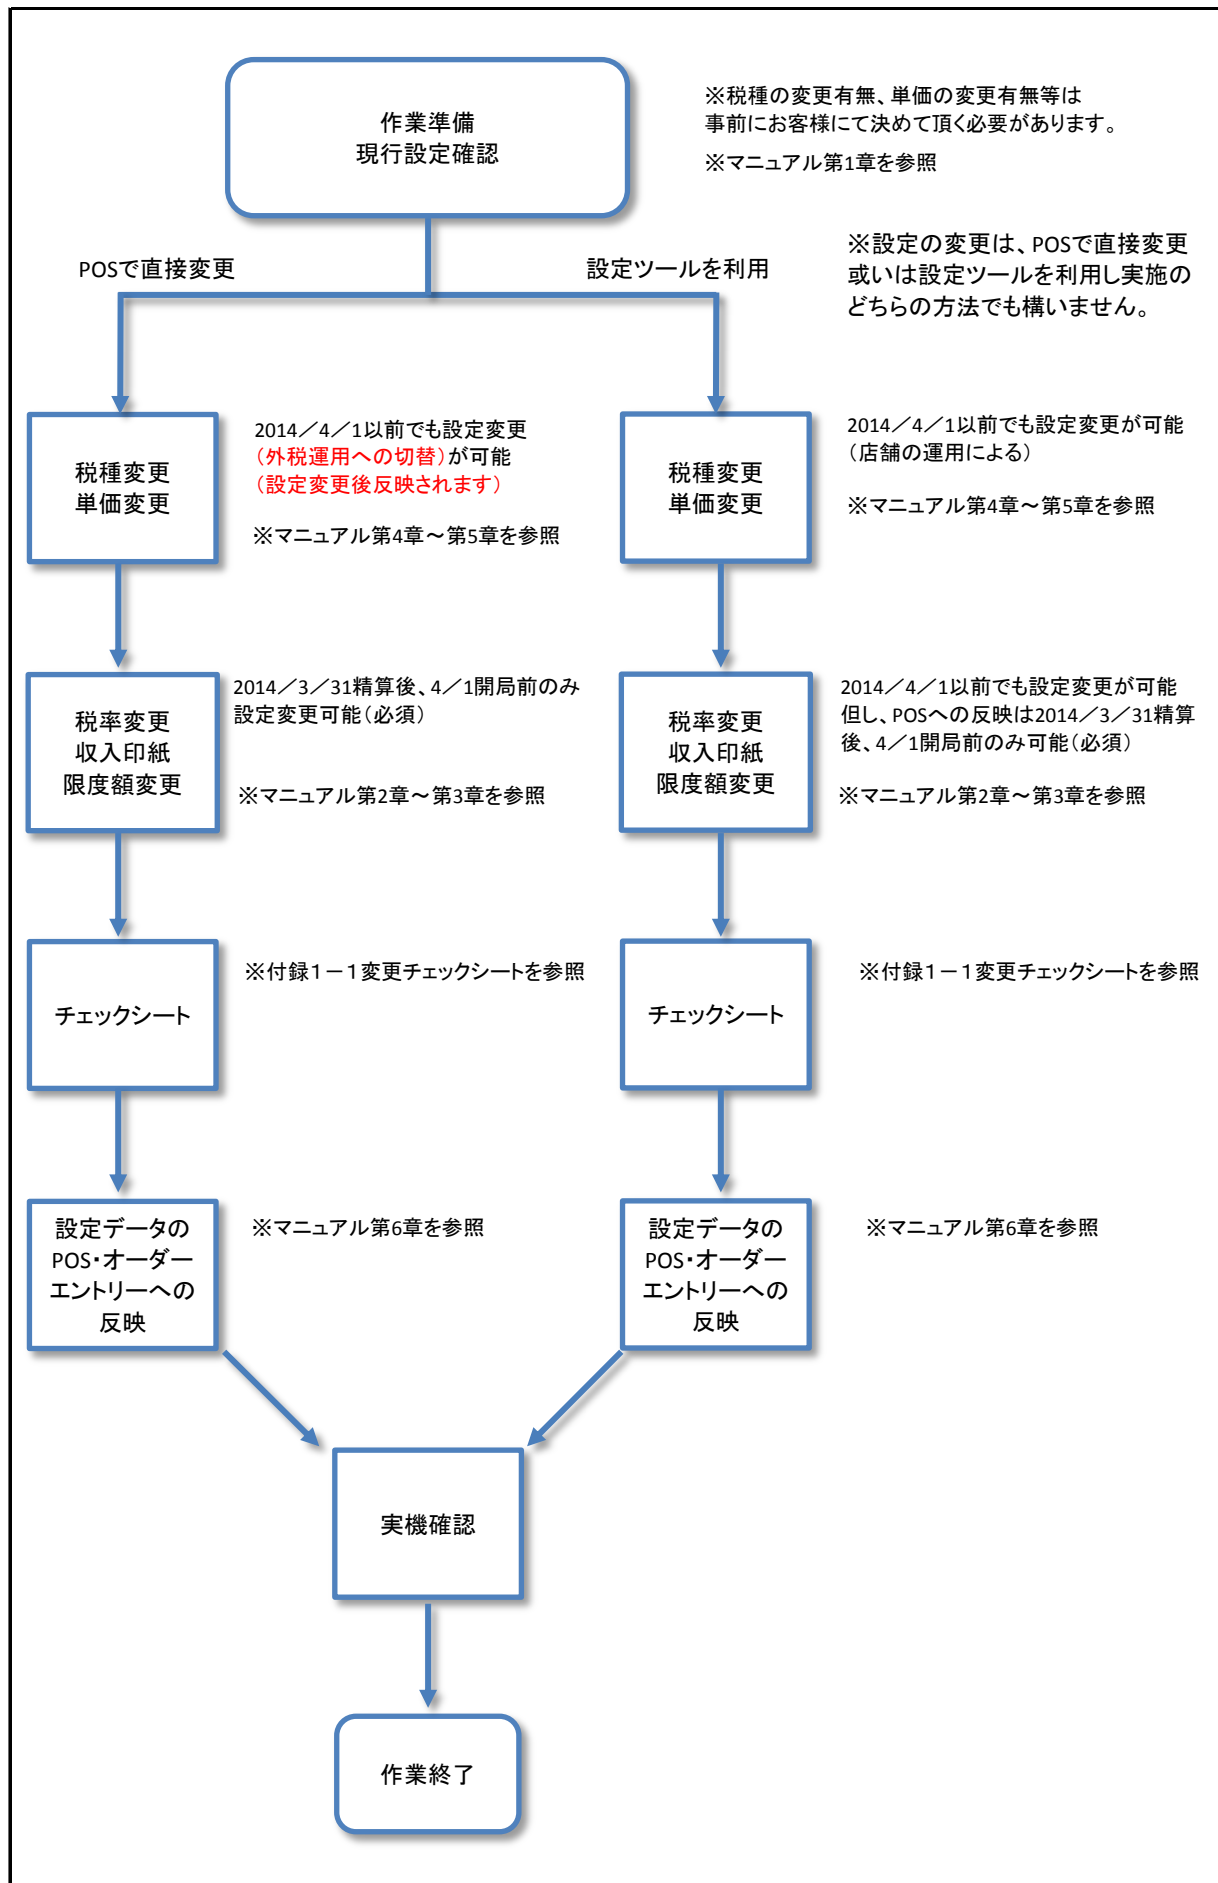 作業準備
現行設定確認
※税種の変更有無、単価の変更有無等は
事前にお客様にて決めて頂く必要があります。
※マニュアル第1章を参照
POSで直接変更
設定ツールを利用
※設定の変更は、POSで直接変更
或いは設定ツールを利用し実施の
どちらの方法でも構いません。
税種変更
単価変更
2014／4／1以前でも設定変更
（外税運用への切替）が可能
（設定変更後反映されます）
※マニュアル第4章～第5章を参照
税種変更
単価変更
2014／4／1以前でも設定変更が可能
（店舗の運用による）
※マニュアル第4章～第5章を参照
税率変更
収入印紙
限度額変更
2014／3／31精算後、4／1開局前のみ
設定変更可能（必須）
※マニュアル第2章～第3章を参照
税率変更
収入印紙
限度額変更
2014／4／1以前でも設定変更が可能
但し、POSへの反映は2014／3／31精算
後、4／1開局前のみ可能（必須）
※マニュアル第2章～第3章を参照
チェックシート
※付録１－１変更チェックシートを参照
チェックシート
※付録１－１変更チェックシートを参照
設定データの
POS・オーダー
エントリーへの
反映
※マニュアル第6章を参照
設定データの
POS・オーダー
エントリーへの
反映
※マニュアル第6章を参照
実機確認
作業終了